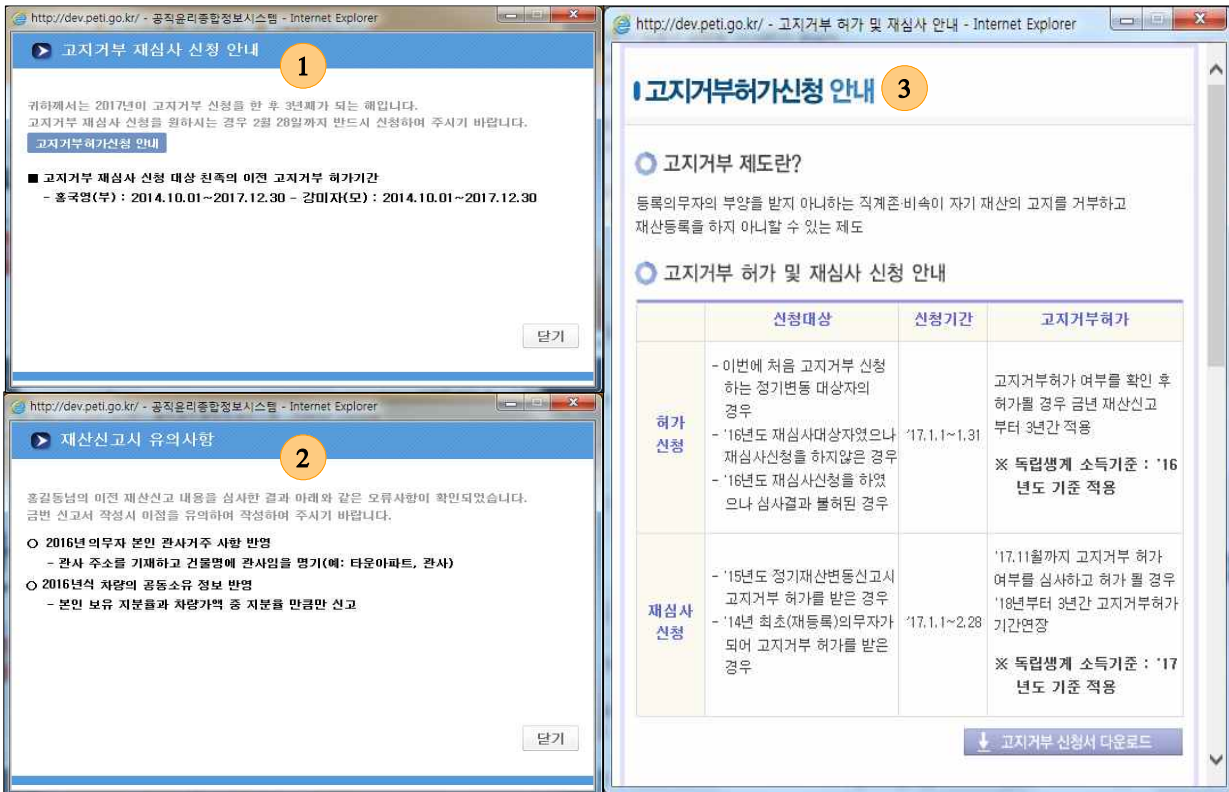 http://dev.peti.go.kr/ - 공직윤리종합정보시스템 - Internet Explorer
고지거부 재심사 신청 안내
1
귀하께서는 2017년이 고지거부 신청을 한 후 3년째가 되는 해입니다.
고지거부 재심사 신청을 원하시는 경우 2월 28일까지 반드시 신청하여 주시기 바랍니다.
고지거부허가신청 안내
■ 고지거부 재심사 신청 대상 친족의 이전 고지거부 허가기간
- 홍국영(부) : 2014.10.01~2017.12.30 - 강미자(모) : 2014.10.01~2017.12.30
닫기
http://dev.peti.go.kr/ - 공직윤리종합정보시스템 - Internet Explorer
재산신고시 유의사항
2
홍길동님의 이전 재산신고 내용을 심사한 결과 아래와 같은 오류사항이 확인되었습니다.
금번 신고서 작성시 이점을 유의하여 작성하여 주시기 바랍니다.
○ 2016년 의무자 본인 관사거주 사항 반영
- 관사 주소를 기재하고 건물명에 관사임을 명기(예: 타운아파트, 관사)
○ 2016년식 차량의 공동소유 정보 반영
- 본인 보유 지분율과 차량가액 중 지분율 만큼만 신고
닫기
http://dev.peti.go.kr/ - 고지거부 허가 및 재심사 안내 - Internet Explorer
고지거부허가신청 안내
3
고지거부 제도란?
등록의무자의 부양을 받지 아니하는 직계존·비속이 자기 재산의 고지를 거부하고
재산등록을 하지 아니할 수 있는 제도
고지거부 허가 및 재심사 신청 안내
신청대상 신청기간 고지거부허가
허가
신청
- 이번에 처음 고지거부 신청
하는 정기변동 대상자의
경우
- '16년도 재심사대상자였으나
재심사신청을 하지않은 경우
- '16년도 재심사신청을 하였
으나 심사결과 불허된 경우
'17.1.1~1.31
고지거부허가 여부를 확인 후
허가될 경우 금년 재산신고
부터 3년간 적용
※ 독립생계 소득기준 : '16
년도 기준 적용
재심사
신청
- '15년도 정기재산변동신고시
고지거부 허가를 받은 경우
- '14년 최초(재등록)의무자가
되어 고지거부 허가를 받은
경우
'17.1.1~2.28
'17.11월까지 고지거부 허가
여부를 심사하고 허가 될 경우
'18년부터 3년간 고지거부허가
기간연장
※ 독립생계 소득기준 : '17
년도 기준 적용
고지거부 신청서 다운로드